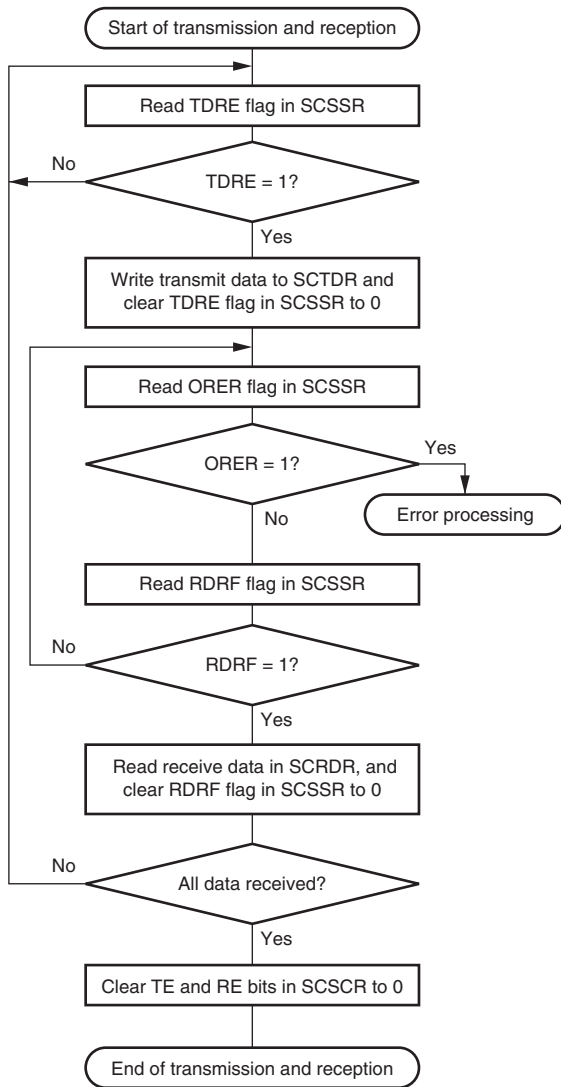 Start of transmission and reception
Read TDRE flag in SCSSR
No
TDRE = 1?
Yes
Write transmit data to SCTDR and
clear TDRE flag in SCSSR to 0
Read ORER flag in SCSSR
Yes
ORER = 1?
Error processing
No
Read RDRF flag in SCSSR
No
RDRF = 1?
Yes
Read receive data in SCRDR, and
clear RDRF flag in SCSSR to 0
No
All data received?
Yes
Clear TE and RE bits in SCSCR to 0
End of transmission and reception